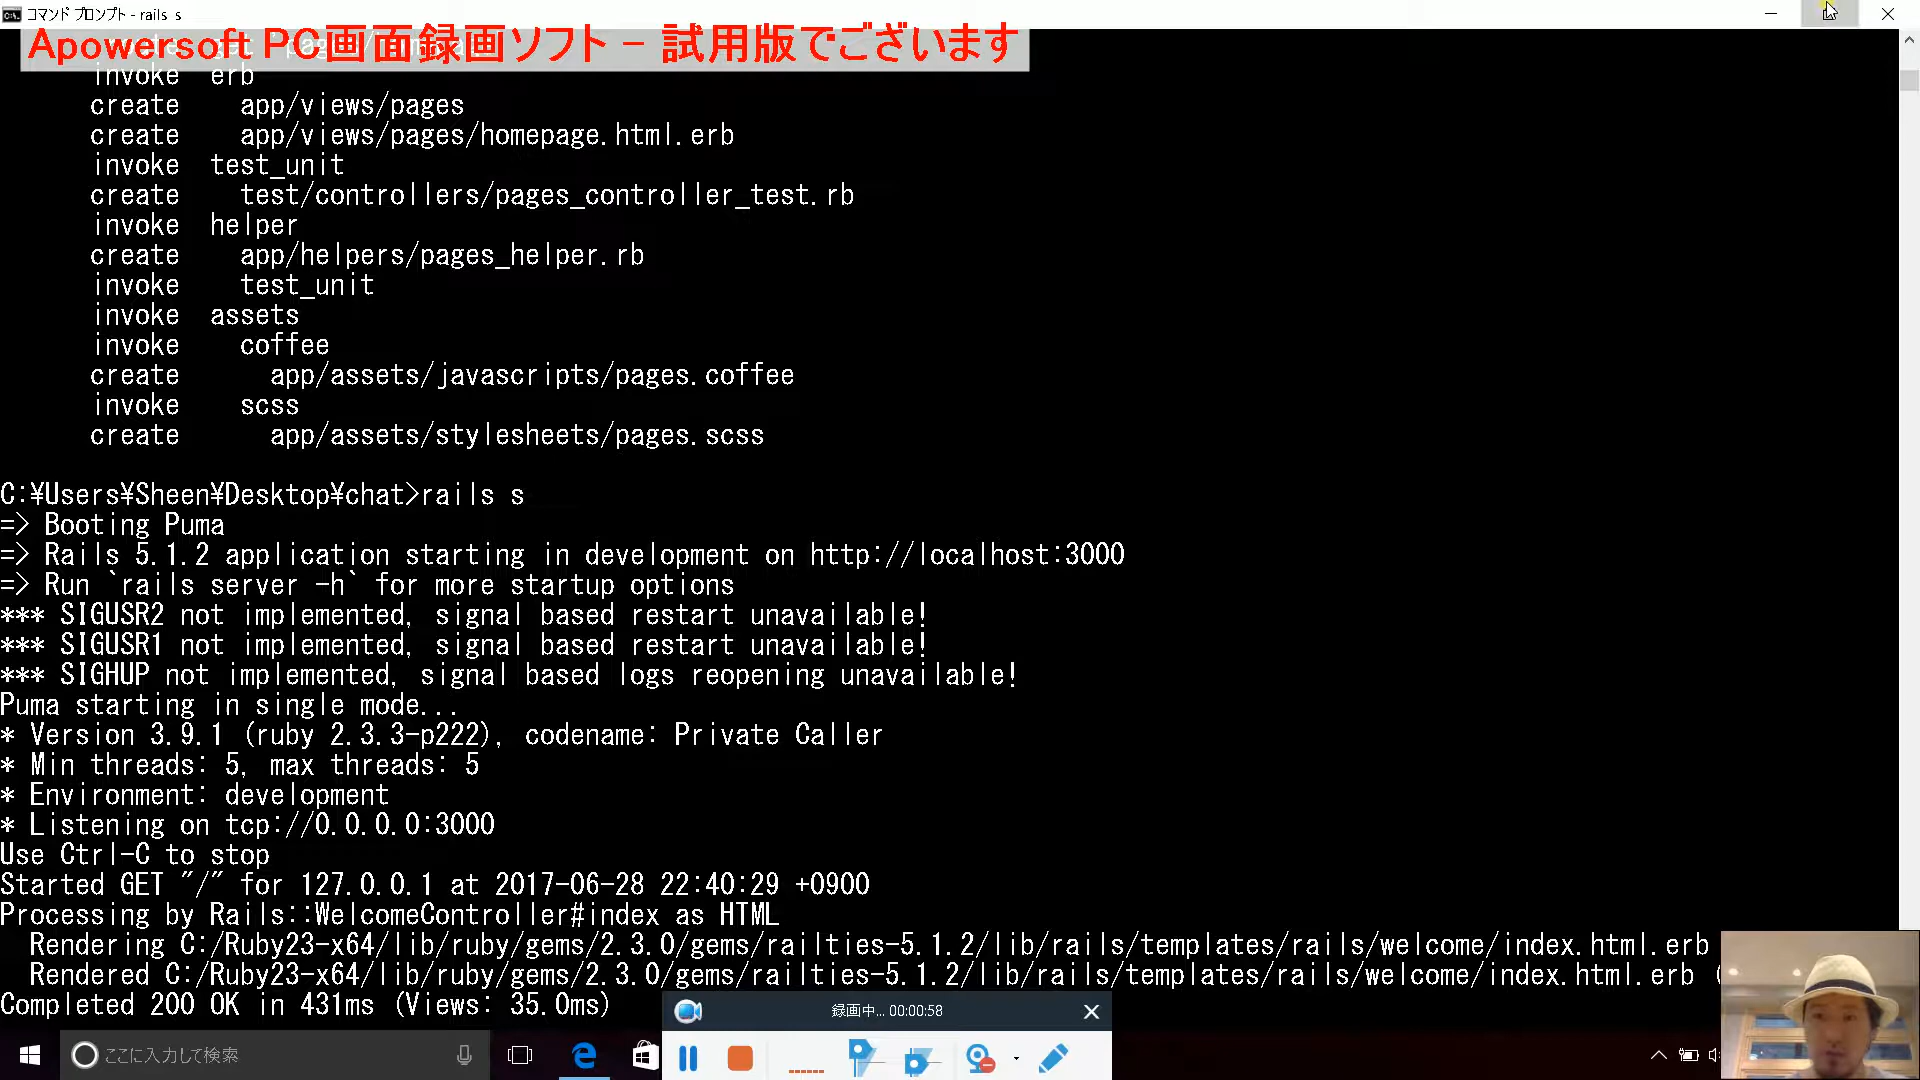 コマンド プロンプト - rails s
Apowersoft PC画面録画ソフト – 試用版でございます
invoke erb
create app/views/pages
create app/views/pages/homepage.html.erb
invoke test_unit
create test/controllers/pages_controller_test.rb
invoke helper
create app/helpers/pages_helper.rb
invoke test_unit
invoke assets
invoke coffee
create app/assets/javascripts/pages.coffee
invoke scss
create app/assets/stylesheets/pages.scss
C:¥Users¥Sheen¥Desktop¥chat>rails s
=> Booting Puma
=> Rails 5.1.2 application starting in development on http://localhost:3000
=> Run `rails server -h` for more startup options
*** SIGUSR2 not implemented, signal based restart unavailable!
*** SIGUSR1 not implemented, signal based restart unavailable!
*** SIGHUP not implemented, signal based logs reopening unavailable!
Puma starting in single mode...
* Version 3.9.1 (ruby 2.3.3-p222), codename: Private Caller
* Min threads: 5, max threads: 5
* Environment: development
* Listening on tcp://0.0.0.0:3000
Use Ctrl-C to stop
Started GET "/" for 127.0.0.1 at 2017-06-28 22:40:29 +0900
Processing by Rails::WelcomeController#index as HTML
Rendering C:/Ruby23-x64/lib/ruby/gems/2.3.0/gems/railties-5.1.2/lib/rails/templates/rails/welcome/index.html.erb
Rendered C:/Ruby23-x64/lib/ruby/gems/2.3.0/gems/railties-5.1.2/lib/rails/templates/rails/welcome/index.html.erb (
Completed 200 OK in 431ms (Views: 35.0ms)
録画中... 00:00:58
ここに入力して検索